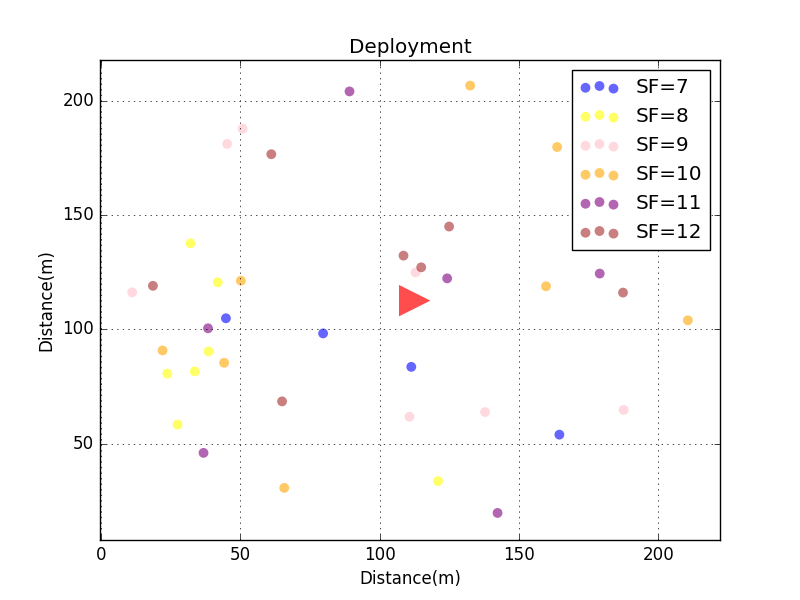 Deployment
SF=7
SF=8
SF=9
SF=10
SF=11
SF=12
200
150
100
50
0
50
100
150
200
Distance(m)
Distance(m)